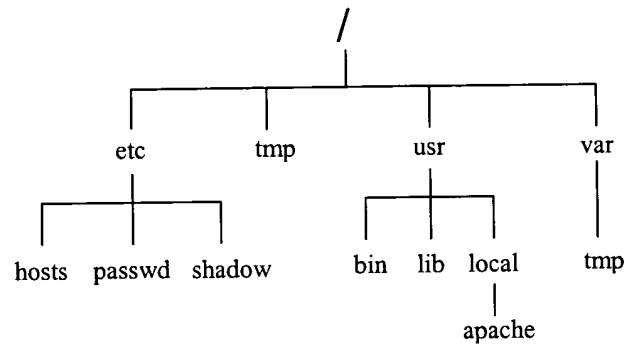 /
etc tmp usr var
hosts passwd shadow bin lib local tmp
apache